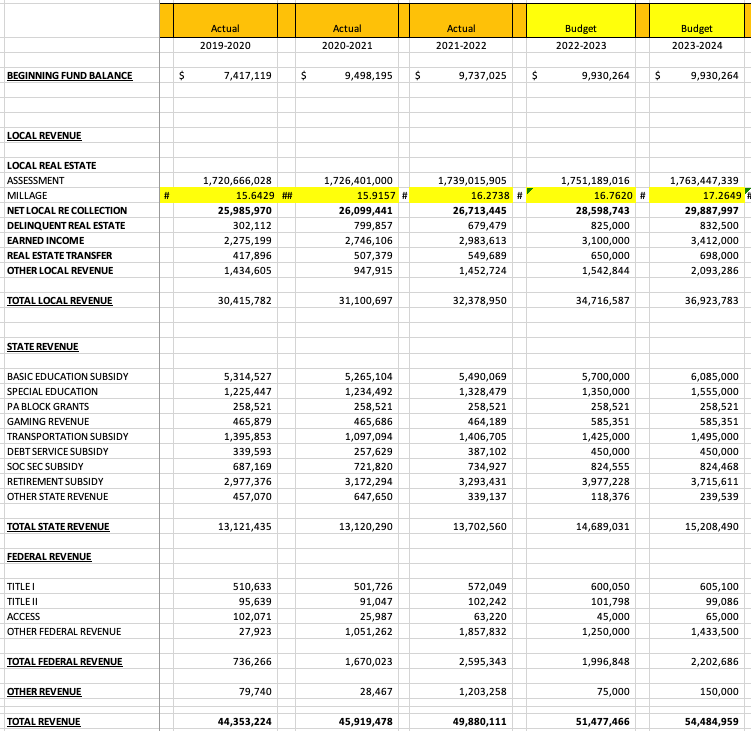 Actual Actual Actual Budget Budget
2019-2020 2020-2021 2021-2022 2022-2023 2023-2024
BEGINNING FUND BALANCE $ 7,417,119 $ 9,498,195 $ 9,737,025 $ 9,930,264 $ 9,930,264
LOCAL REVENUE
LOCAL REAL ESTATE
ASSESSMENT 1,720,666,028 1,726,401,000 1,739,015,905 1,751,189,016 1,763,447,339
MILLAGE # 15.6429 ## 15.9157 # 16.2738 # 16.7620 # 17.2649 #
NET LOCAL RE COLLECTION 25,985,970 26,099,441 26,713,445 28,598,743 29,887,997
DELINQUENT REAL ESTATE 302,112 799,857 679,479 825,000 832,500
EARNED INCOME 2,275,199 2,746,106 2,983,613 3,100,000 3,412,000
REAL ESTATE TRANSFER 417,896 507,379 549,689 650,000 698,000
OTHER LOCAL REVENUE 1,434,605 947,915 1,452,724 1,542,844 2,093,286
TOTAL LOCAL REVENUE 30,415,782 31,100,697 32,378,950 34,716,587 36,923,783
STATE REVENUE
BASIC EDUCATION SUBSIDY 5,314,527 5,265,104 5,490,069 5,700,000 6,085,000
SPECIAL EDUCATION 1,225,447 1,234,492 1,328,479 1,350,000 1,555,000
PA BLOCK GRANTS 258,521 258,521 258,521 258,521 258,521
GAMING REVENUE 465,879 465,686 464,189 585,351 585,351
TRANSPORTATION SUBSIDY 1,395,853 1,097,094 1,406,705 1,425,000 1,495,000
DEBT SERVICE SUBSIDY 339,593 257,629 387,102 450,000 450,000
SOC SEC SUBSIDY 687,169 721,820 734,927 824,555 824,468
RETIREMENT SUBSIDY 2,977,376 3,172,294 3,293,431 3,977,228 3,715,611
OTHER STATE REVENUE 457,070 647,650 339,137 118,376 239,539
TOTAL STATE REVENUE 13,121,435 13,120,290 13,702,560 14,689,031 15,208,490
FEDERAL REVENUE
TITLE I 510,633 501,726 572,049 600,050 605,100
TITLE II 95,639 91,047 102,242 101,798 99,086
ACCESS 102,071 25,987 63,220 45,000 65,000
OTHER FEDERAL REVENUE 27,923 1,051,262 1,857,832 1,250,000 1,433,500
TOTAL FEDERAL REVENUE 736,266 1,670,023 2,595,343 1,996,848 2,202,686
OTHER REVENUE 79,740 28,467 1,203,258 75,000 150,000
TOTAL REVENUE 44,353,224 45,919,478 49,880,111 51,477,466 54,484,959